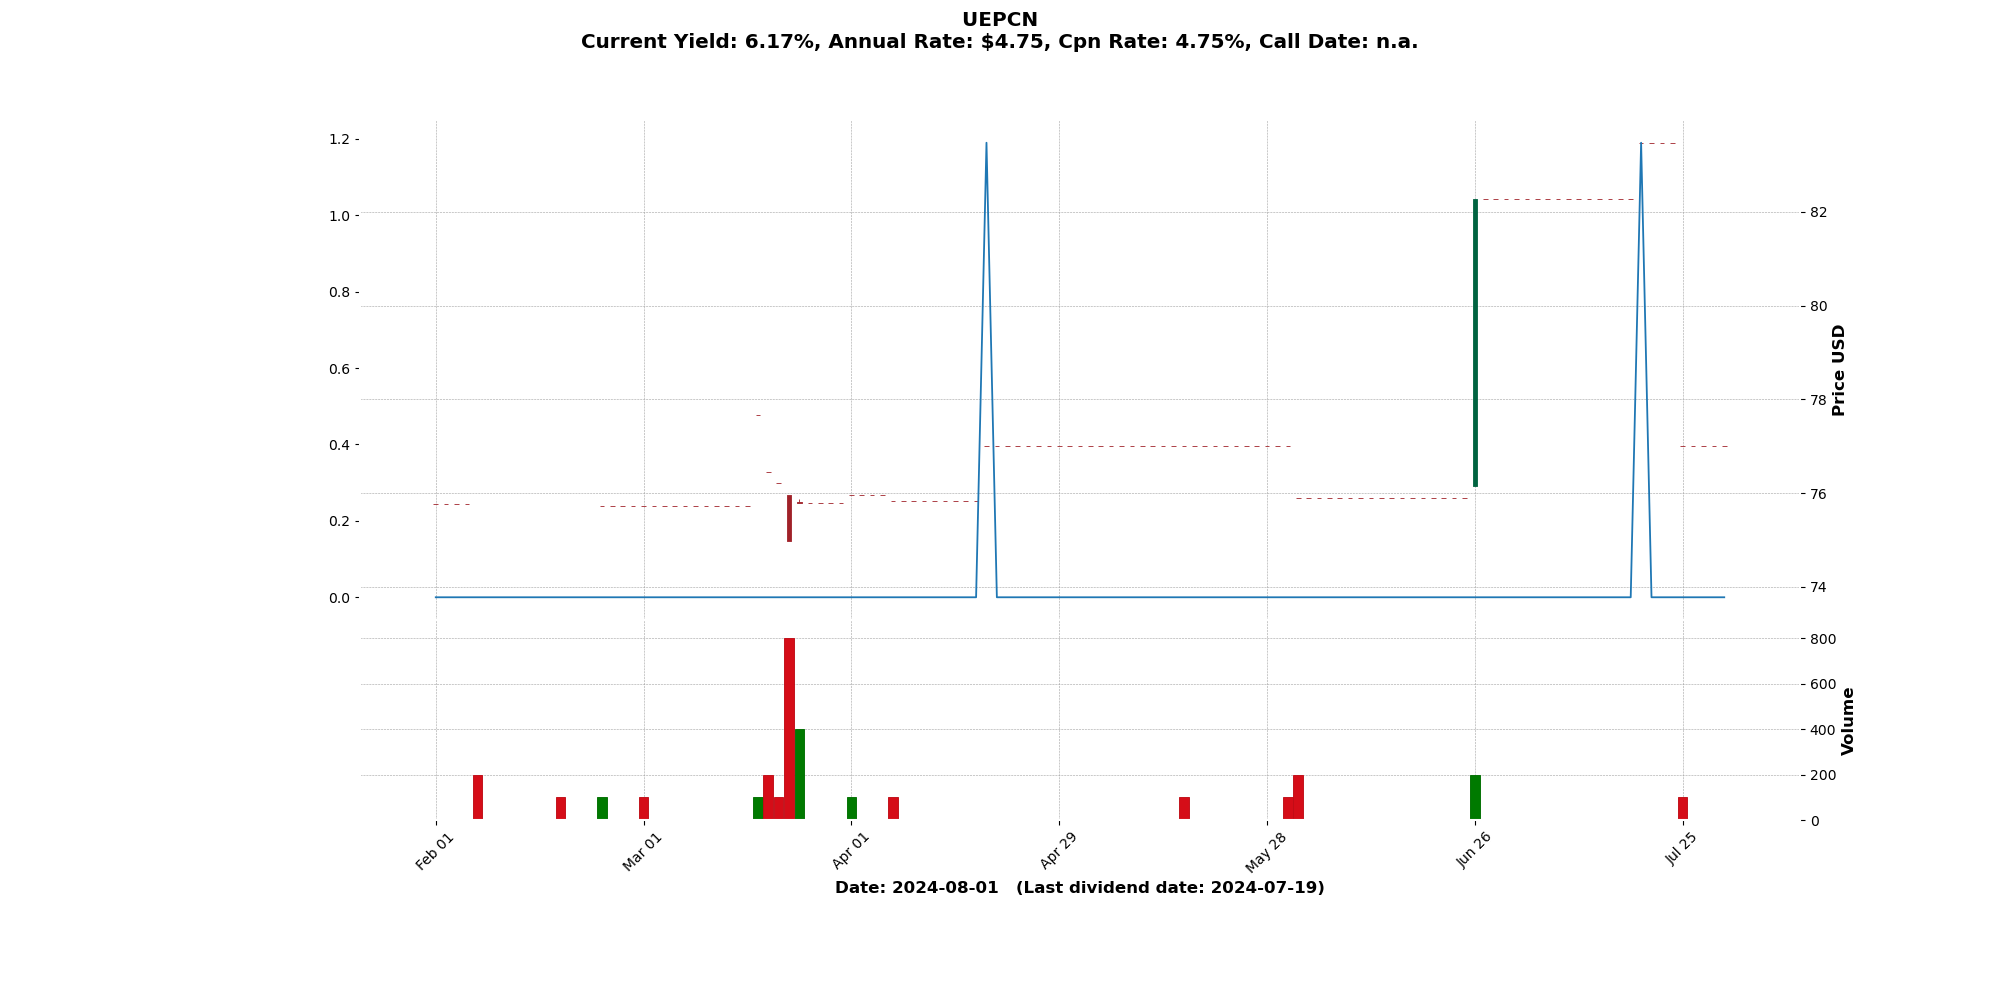 UEPCN
Current Yield: 6.17%, Annual Rate: $4.75, Cpn Rate: 4.75%, Call Date: n.a.
1.2
1.0
0.8
0.6
0.4
0.2
0.0
82
80
78
76
74
Price USD
800
600
400
200
0
Volume
Feb 01
Mar 01
Apr 01
Apr 29
May 28
Jun 26
Jul 25
Date: 2024-08-01 (Last dividend date: 2024-07-19)